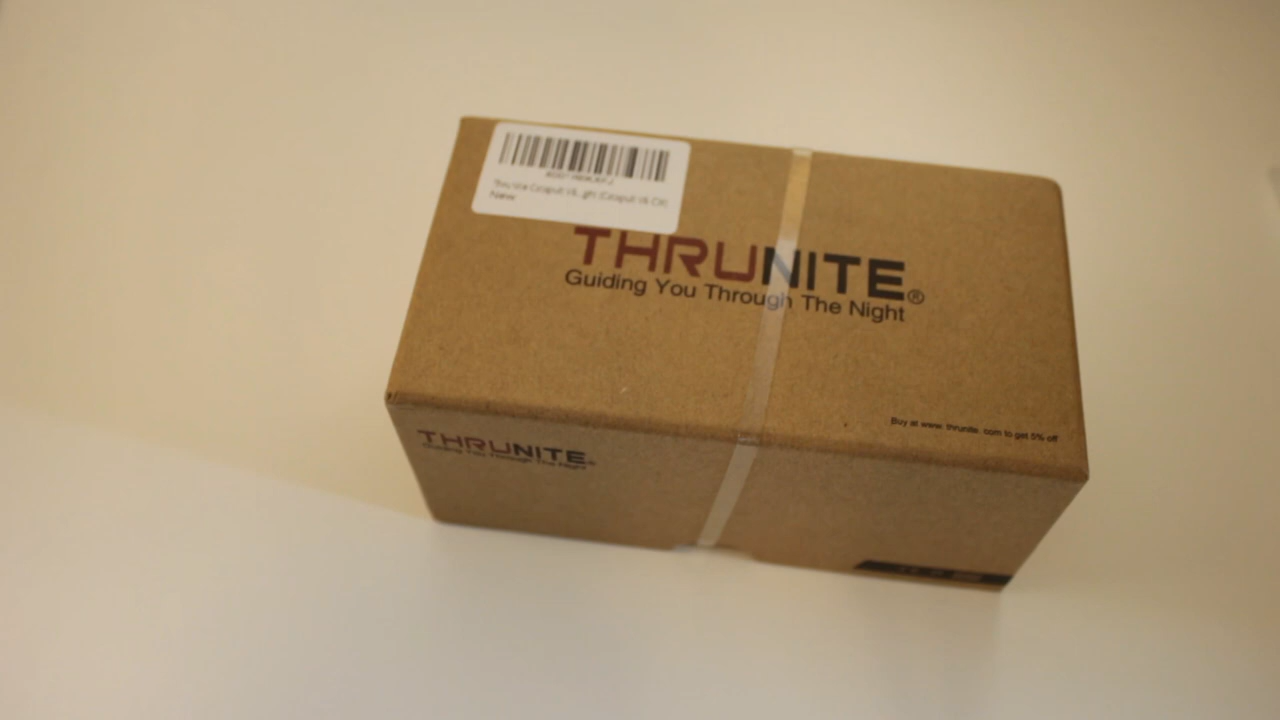 New
THRUNITE®
Guiding You Through The Night
Buy at www. thrunite. com to get 5% off
THRUNITE®
Guiding You Through The Night